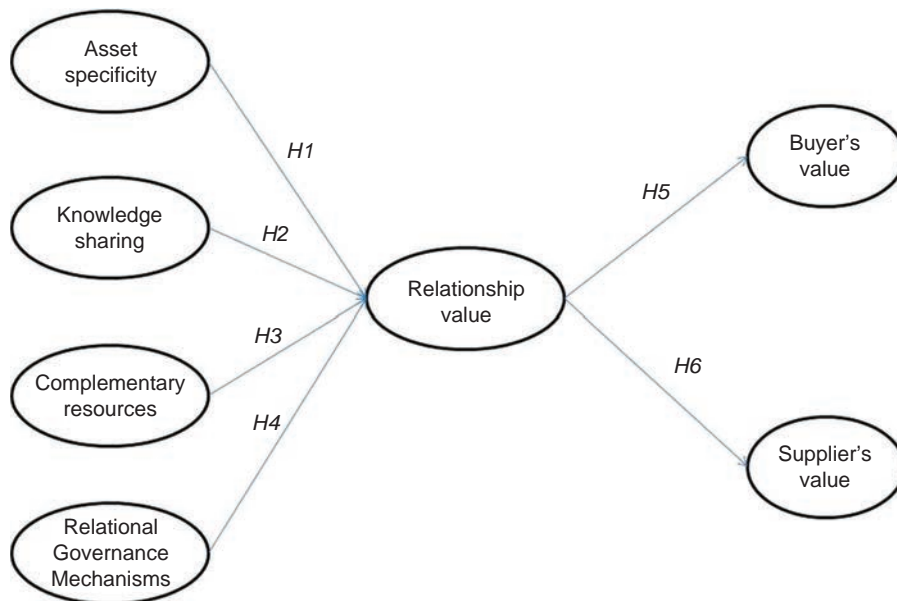 Asset
specificity
H1
Knowledge
sharing
H2
Complementary
resources
H3
Relational
Governance
Mechanisms
H4
Relationship
value
H5
Buyer's
value
H6
Supplier's
value